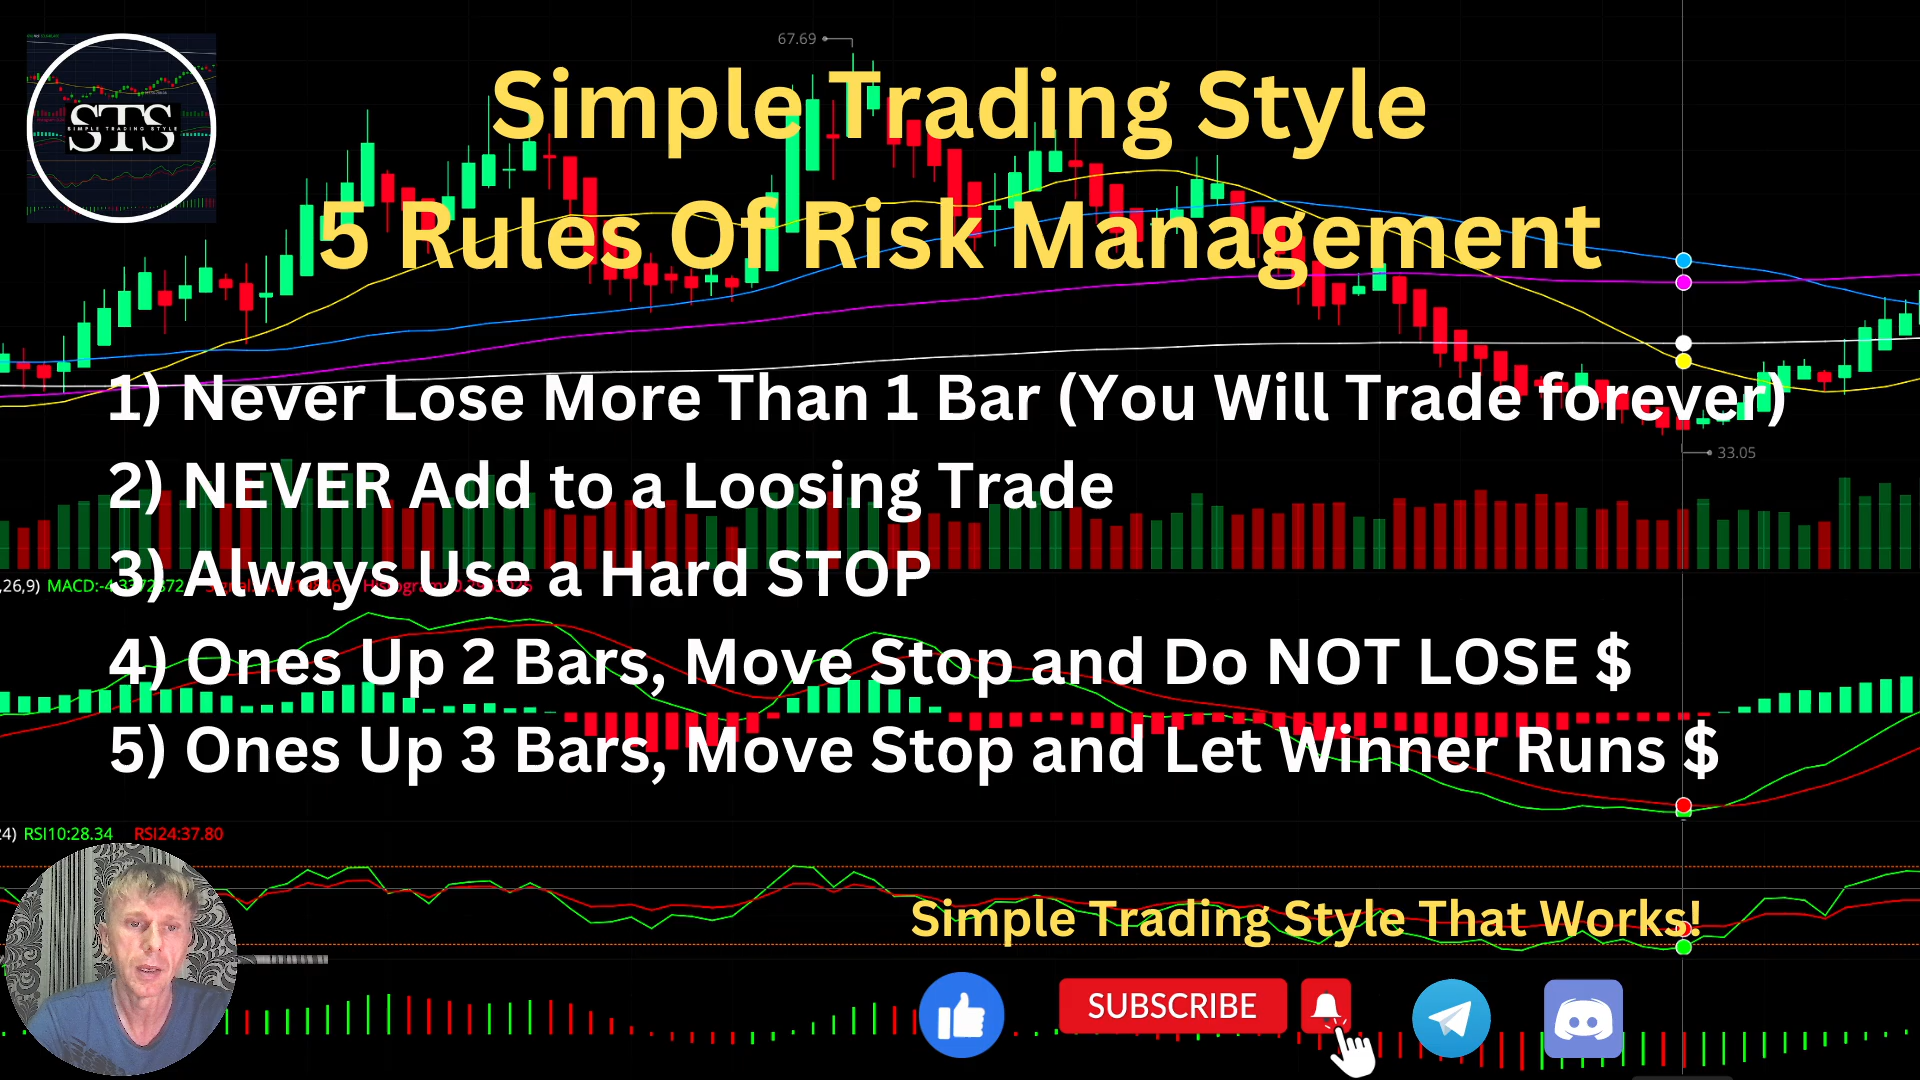 67.69
STS
SIMPLE TRADING STYLE
Simple Trading Style
5 Rules Of Risk Management
1) Never Lose More Than 1 Bar (You Will Trade forever)
33.05
2) NEVER Add to a Loosing Trade
3) Always Use a Hard STOP
,26,9) MACD:
4) Ones Up 2 Bars, Move Stop and Do NOT LOSE $
5) Ones Up 3 Bars, Move Stop and Let Winner Runs $
24) RSI10:28.34 RSI24:37.80
Simple Trading Style That Works!
SUBSCRIBE